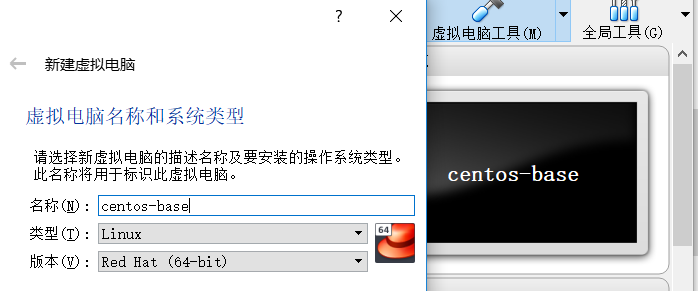 ?
虚拟电脑工具(M)
全局工具(G)
新建虚拟电脑
虚拟电脑名称和系统类型
请选择新虚拟电脑的描述名称及要安装的操作系统类型。
此名称将用于标识此虚拟电脑。
名称(N): centos-base
类型(T): Linux
64
版本(V): Red Hat (64-bit)
centos-base